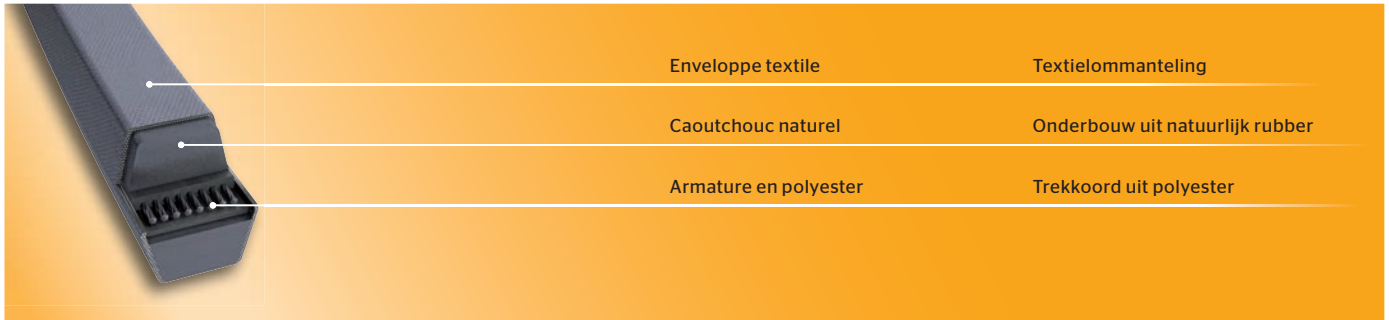 Enveloppe textile Textielommanteling
Caoutchouc naturel Onderbouw uit natuurlijk rubber
Armature en polyester Trekkoord uit polyester